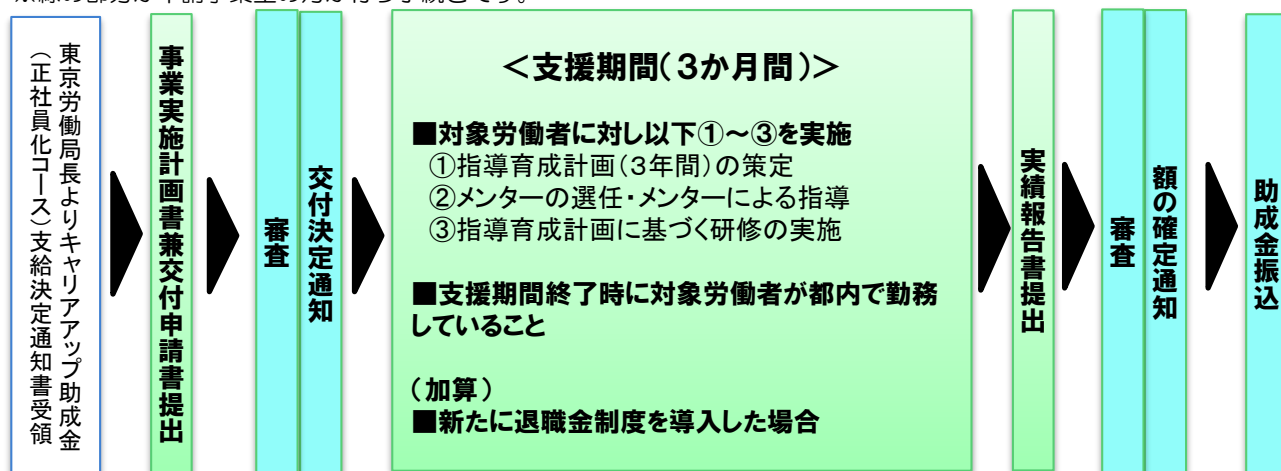 東京労働局長よりキャリアアップ助成金
（正社員化コース）支給決定通知書受領
事業実施計画書兼交付申請書提出
審査
交付決定通知
＜支援期間（３か月間）＞
■対象労働者に対し以下①～③を実施
①指導育成計画（３年間）の策定
②メンターの選任・メンターによる指導
③指導育成計画に基づく研修の実施
■支援期間終了時に対象労働者が都内で勤務
していること
（加算）
■新たに退職金制度を導入した場合
実績報告書提出
審査
額の確定通知
助成金振込